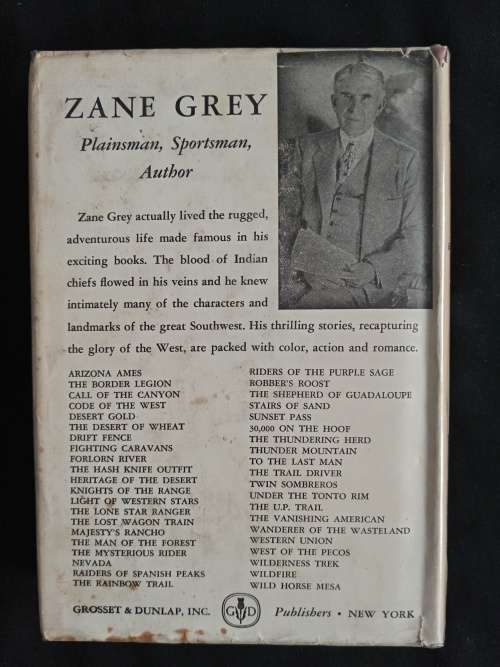 ZANE GREY
Plainsman, Sportsman,
Author
Zane Grey actually lived the rugged,
adventurous life made famous in his
exciting books. The blood of Indian
chiefs flowed in his veins and he knew
intimately many of the characters and
landmarks of the great Southwest. His thrilling stories, recapturing
the glory of the West, are packed with color, action and romance.
ARIZONA AMES
THE BORDER LEGION
CALL OF THE CANYON
CODE OF THE WEST
DESERT GOLD
THE DESERT OF WHEAT
DRIFT FENCE
FIGHTING CARAVANS
FORLORN RIVER
THE HASH KNIFE OUTFIT
HERITAGE OF THE DESERT
KNIGHTS OF THE RANGE
LIGHT OF WESTERN STARS
THE LONE STAR RANGER
THE LOST WAGON TRAIN
MAJESTY'S RANCHO
THE MAN OF THE FOREST
THE MYSTERIOUS RIDER
NEVADA
RAIDERS OF SPANISH PEAKS
THE RAINBOW TRAIL
RIDERS OF THE PURPLE SAGE
ROBBER'S ROOST
THE SHEPHERD OF GUADALOUPE
STAIRS OF SAND
SUNSET PASS
30,000 ON THE HOOF
THE THUNDERING HERD
THUNDER MOUNTAIN
TO THE LAST MAN
THE TRAIL DRIVER
TWIN SOMBREROS
UNDER THE TONTO RIM
THE U.P. TRAIL
THE VANISHING AMERICAN
WANDERER OF THE WASTELAND
WESTERN UNION
WEST OF THE PECOS
WILDERNESS TREK
WILDFIRE
WILD HORSE MESA
GROSSET & DUNLAP, INC. G D Publishers • NEW YORK